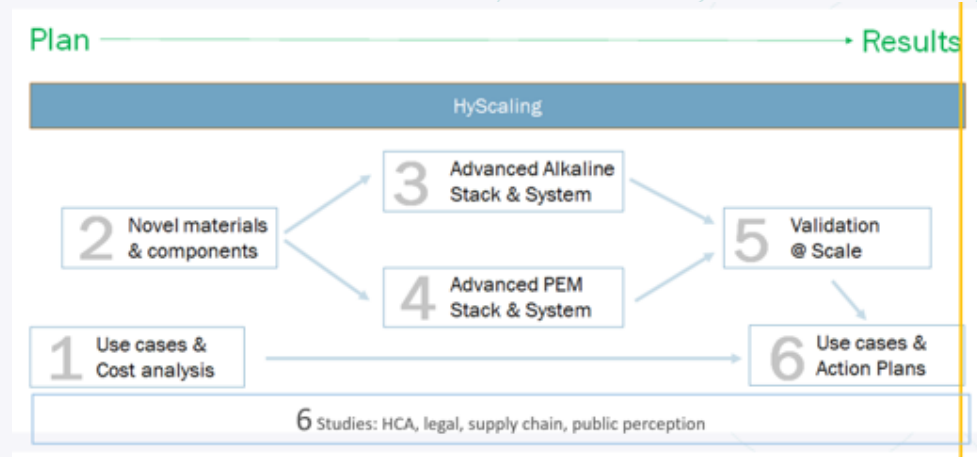 Plan
Results
HyScaling
3 Advanced Alkaline
Stack & System
2 Novel materials
& components
5 Validation
@ Scale
4 Advanced PEM
Stack & System
1 Use cases &
Cost analysis
6 Use cases &
Action Plans
6 Studies: HCA, legal, supply chain, public perception